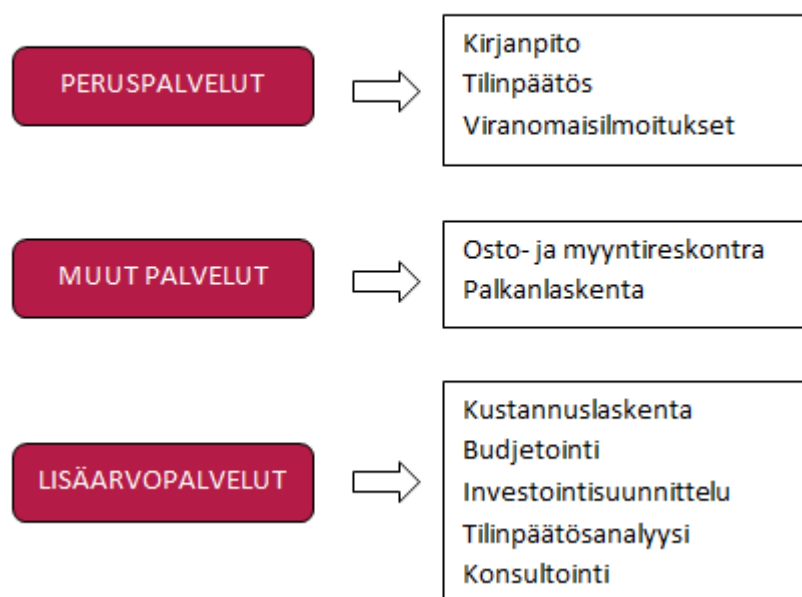 PERUSPALVELUT
Kirjanpito
Tilinpäätös
Viranomaisilmoitukset
MUUT PALVELUT
Osto- ja myyntireskontra
Palkanlaskenta
LISÄARVOPALVELUT
Kustannuslaskenta
Budjetointi
Investointisuunnittelu
Tilinpäätösanalyysi
Konsultointi